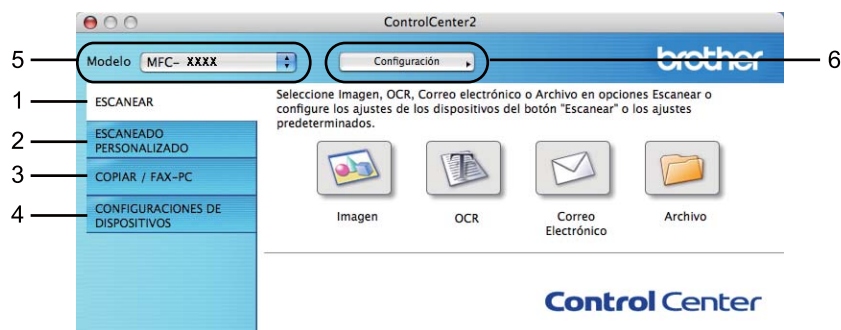 ControlCenter2
5
Modelo
MFC- XXXX
Configuración
brother
6
1
ESCANEAR
2
ESCANEADO
PERSONALIZADO
3
COPIAR / FAX-PC
4
CONFIGURACIONES DE
DISPOSITIVOS
Seleccione Imagen, OCR, Correo electrónico o Archivo en opciones Escanear o
configure los ajustes de los dispositivos del botón "Escanear" o los ajustes
predeterminados.
Imagen
OCR
Correo
Electrónico
Archivo
Control Center